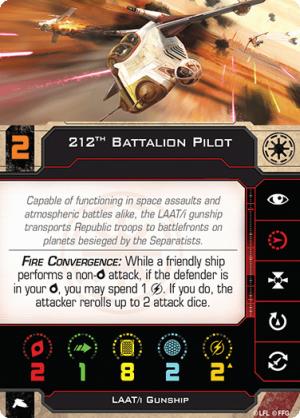 2
212TH BATTALION PILOT
Capable of functioning in space assaults and
atmospheric battles alike, the LAAT/i gunship
transports Republic troops to battlefronts on
planets besieged by the Separatists.
FIRE CONVERGENCE: While a friendly ship
performs a non- attack, if the defender is
in your , you may spend 1 . If you do, the
attacker rerolls up to 2 attack dice.
2 1 8 2 2
LAAT/I GUNSHIP
©LFL ©FFG